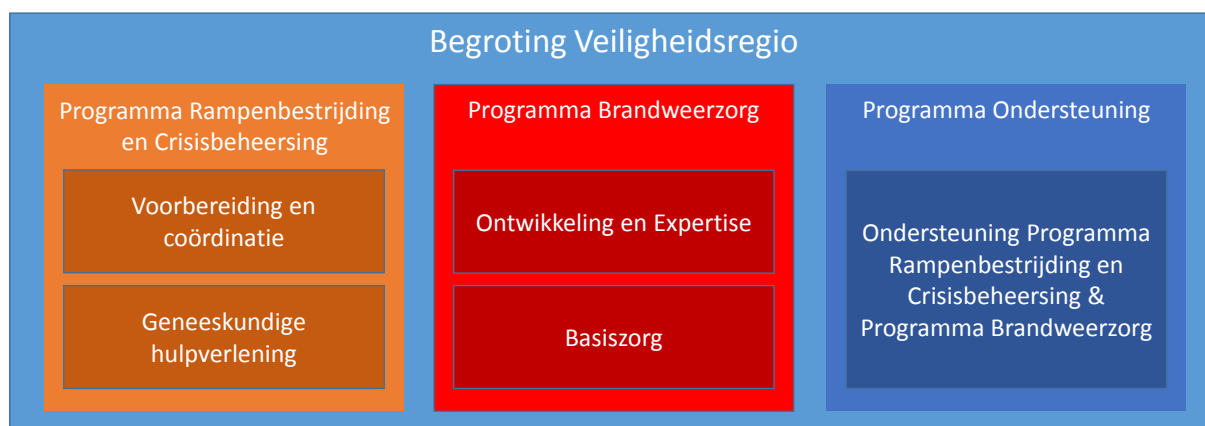 Begroting Veiligheidsregio
Programma Rampenbestrijding
en Crisisbeheersing
Voorbereiding en
coördinatie
Geneeskundige
hulpverlening
Programma Brandweerzorg
Ontwikkeling en Expertise
Basiszorg
Programma Ondersteuning
Ondersteuning Programma
Rampenbestrijding en
Crisisbeheersing &
Programma Brandweerzorg